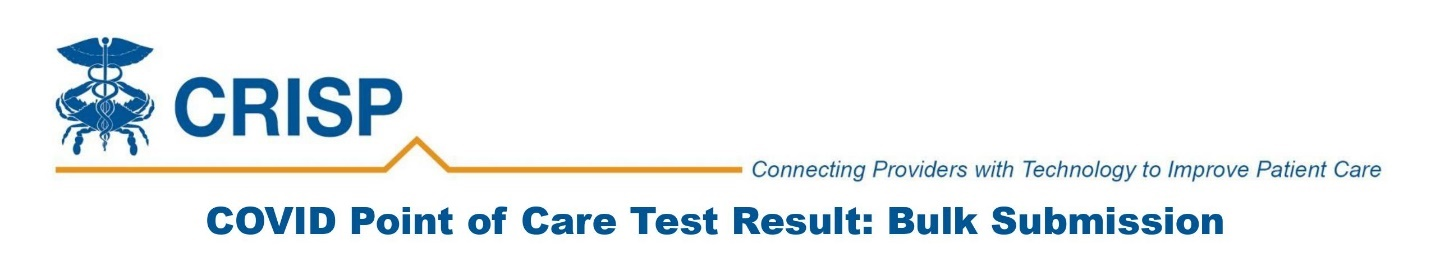 CRISP
Connecting Providers with Technology to Improve Patient Care
COVID Point of Care Test Result: Bulk Submission